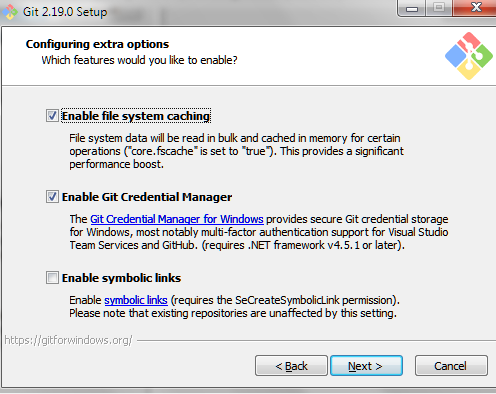 Git 2.19.0 Setup
Configuring extra options
Which features would you like to enable?
Enable file system caching
File system data will be read in bulk and cached in memory for certain
operations ("core.fscache" is set to "true"). This provides a significant
performance boost.
Enable Git Credential Manager
The Git Credential Manager for Windows provides secure Git credential storage
for Windows, most notably multi-factor authentication support for Visual Studio
Team Services and GitHub. (requires .NET framework v4.5.1 or later).
Enable symbolic links
Enable symbolic links (requires the SeCreateSymbolicLink permission).
Please note that existing repositories are unaffected by this setting.
https://gitforwindows.org/
< Back
Next >
Cancel